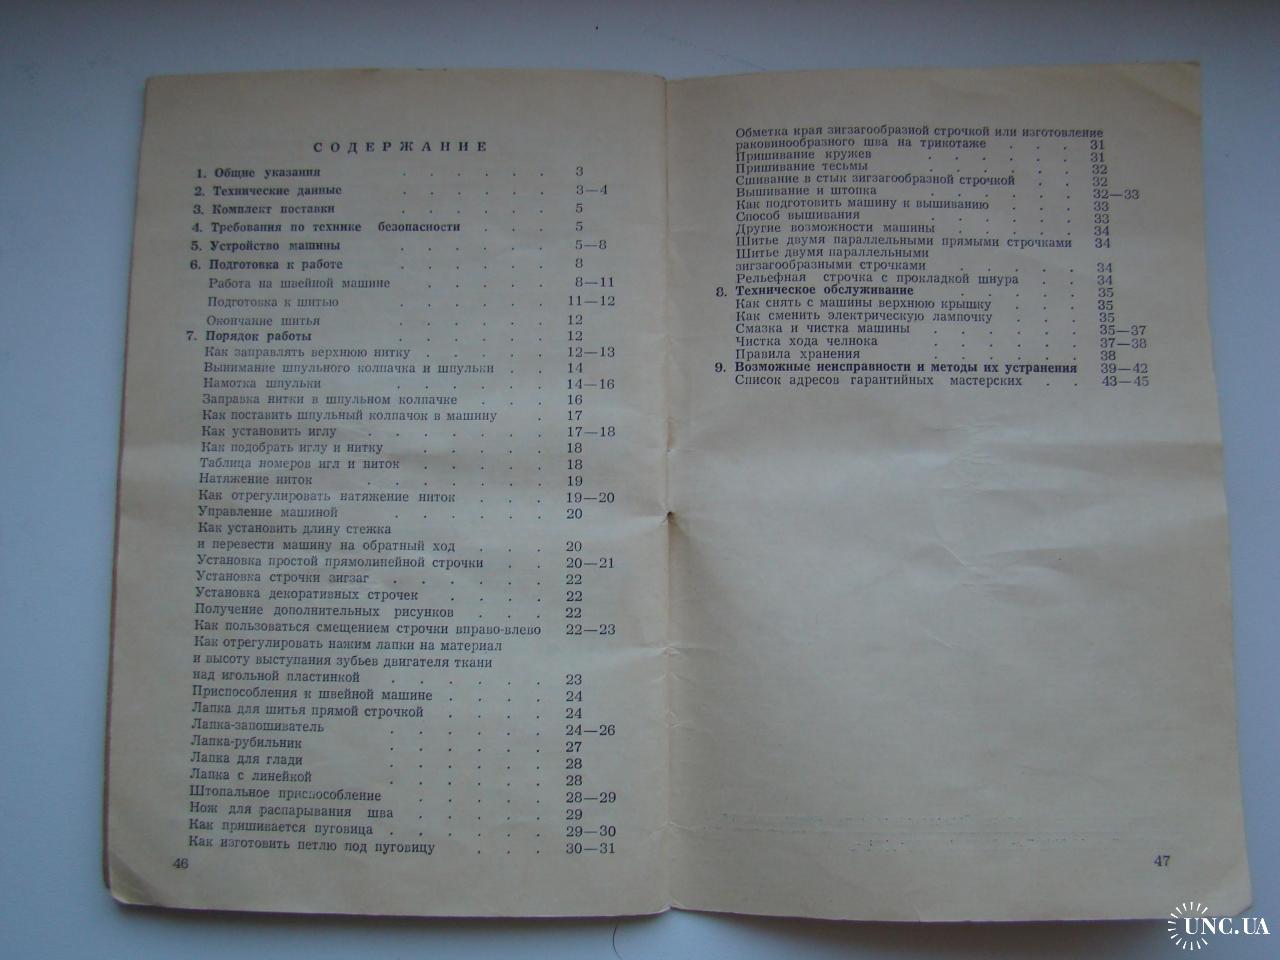 СОДЕРЖАНИЕ
1. Общие указания . . . . . . 3
2. Технические данные . . . . . . 3—4
3. Комплект поставки . . . . . . 5
4. Требования по технике безопасности . . . 5
5. Устройство машины . . . . . . 5—8
6. Подготовка к работе . . . . . . 8
Работа на швейной машине . . . . . 8—11
Подготовка к шитью . . . . . 11—12
Окончание шитья . . . . . . 12
7. Порядок работы . . . . . . 12
Как заправлять верхнюю нитку . . . . . 12—13
Вынимание шпульного колпачка и шпульки . . 14
Намотка шпульки . . . . . . 14—16
Заправка нитки в шпульном колпачке . . . 16
Как поставить шпульный колпачок в машину . 17
Как установить иглу . . . . . . . 17—18
Как подобрать иглу и нитку . . . . . 18
Таблица номеров игл и ниток . . . . . 18
Натяжение ниток . . . . . . . 19
Как отрегулировать натяжение ниток . . . 19—20
Управление машиной . . . . . . 20
Как установить длину стежка
и перевести машину на обратный ход . . . 20
Установка простой прямолинейной строчки . . 20—21
Установка строчки зигзаг . . . . . . 22
Установка декоративных строчек . . . . 22
Получение дополнительных рисунков . . . 22
Как пользоваться смещением строчки вправо-влево 22—23
Как отрегулировать нажим лапки на материал
и высоту выступания зубьев двигателя ткани
над игольной пластинкой . . . . . . 23
Приспособления к швейной машине . . . . 24
Лапка для шитья прямой строчкой . . . . 24
Лапка-запошиватель . . . . . . 24—26
Лапка-рубильник . . . . . . 27
Лапка для глади . . . . . . 28
Лапка с линейкой . . . . . . 28
Штопальное приспособление . . . . . 28—29
Нож для распарывания шва . . . . . 29
Как пришивается пуговица . . . . . . 29—30
Как изготовить петлю под пуговицу . . . 30—31
46
Обметка края зигзагообразной строчкой или изготовление
раковинообразного шва на трикотаже . . . 31
Пришивание кружев . . . . . . 31
Пришивание тесьмы . . . . . . 32
Сшивание в стык зигзагообразной строчкой . . 32
Вышивание и штопка . . . . . . 32—33
Как подготовить машину к вышиванию . . . 33
Способ вышивания . . . . . . 33
Другие возможности машины . . . . . 34
Шитье двумя параллельными прямыми строчками 34
Шитье двумя параллельными
зигзагообразными строчками . . . . . 34
Рельефная строчка с прокладкой шнура . . 34
8. Техническое обслуживание . . . . . 35
Как снять с машины верхнюю крышку . . . 35
Как сменить электрическую лампочку . . . 35
Смазка и чистка машины . . . . . . 35—37
Чистка хода челнока . . . . . . 37—38
Правила хранения . . . . . . 38
9. Возможные неисправности и методы их устранения 39—42
Список адресов гарантийных мастерских . . 43—45
47
UNC.UA